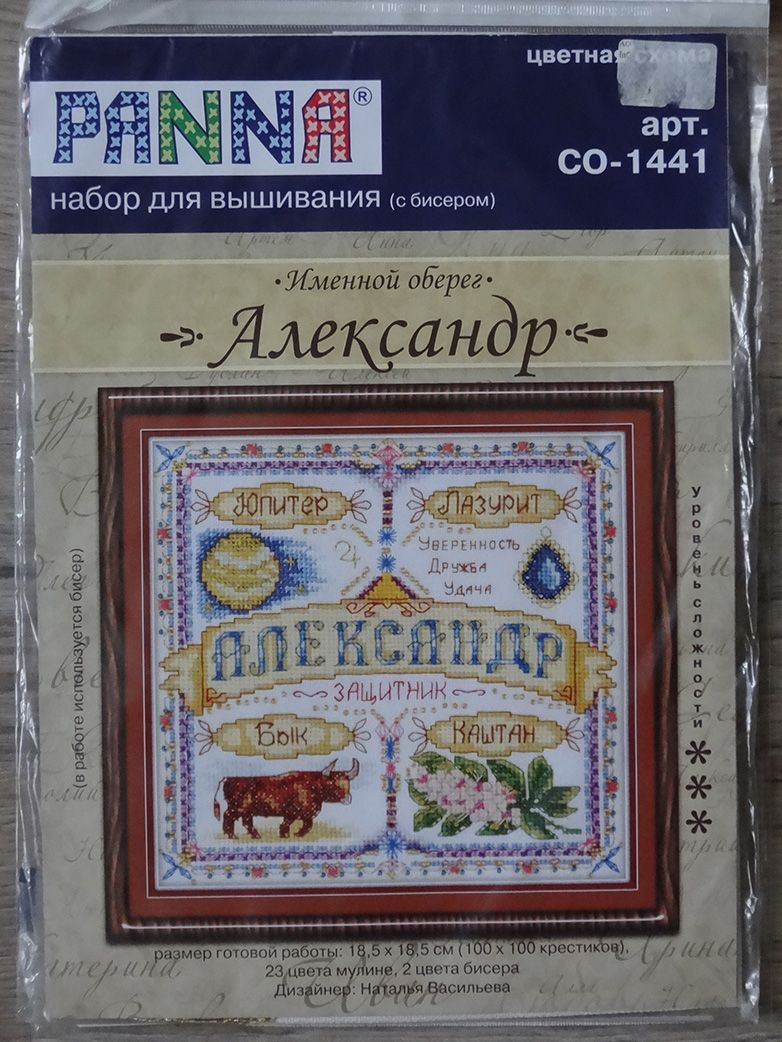 цветная схема
PANNA®
арт.
СО-1441
набор для вышивания (с бисером)
·Именной оберег·
Александр
Юпитер
Лазурит
Уверенность
Дружба
Удача
АЛЕКСАНДР
ЗАЩИТНИК
Бык
Каштан
(в работе используется бисер)
Уровень сложности ***
размер готовой работы: 18,5 х 18,5 см (100 х 100 крестиков),
23 цвета мулине, 2 цвета бисера
Дизайнер: Наталья Васильева